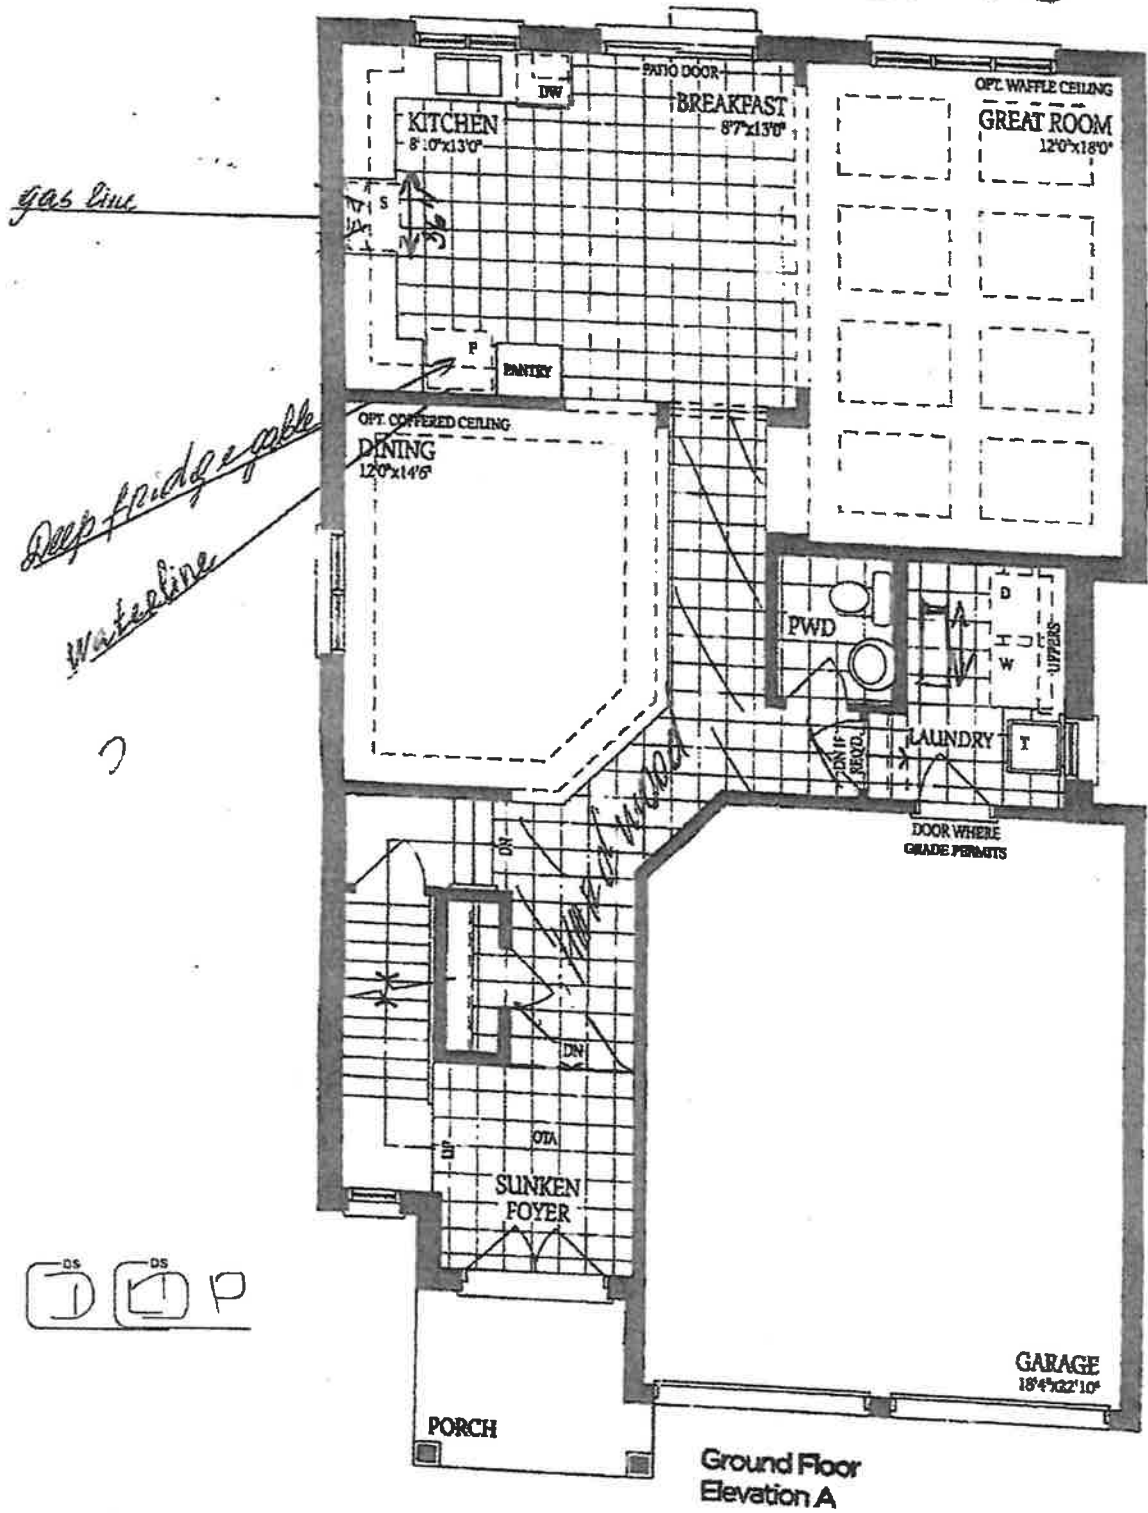 PATIO DOOR
OPT. WAFFLE CEILING
DW
BREAKFAST
8'7"x13'0"
GREAT ROOM
12'0"x18'0"
KITCHEN
8'10"x13'0"
gas line
S
36"
F
PANTRY
OPT. COFFERED CEILING
DINING
12'0"x14'6"
Deep fridge gable
Waterline
PWD
D
W
UPPERS
LAUNDRY
T
DN IF
REQ'D
DOOR WHERE
GRADE PERMITS
hardwood
DN
DN
UP
OTA
SUNKEN
FOYER
DS
DS
P
GARAGE
18'4"x22'10"
PORCH
Ground Floor
Elevation A